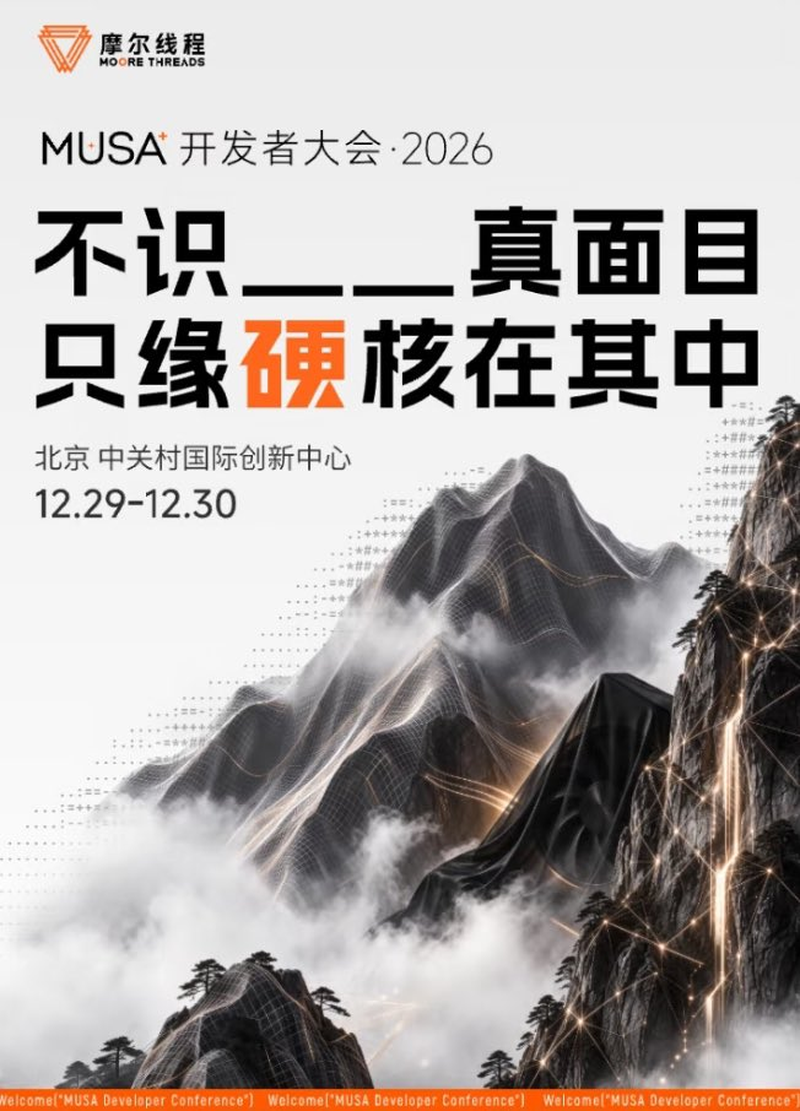 摩尔线程
MOORE THREADS
MUSA 开发者大会·2026
不识__真面目
只缘硬核在其中
北京 中关村国际创新中心
12.29-12.30
Welcome("MUSA Developer Conference") Welcome("MUSA Developer Conference") Welcome("MUSA Developer Conference")